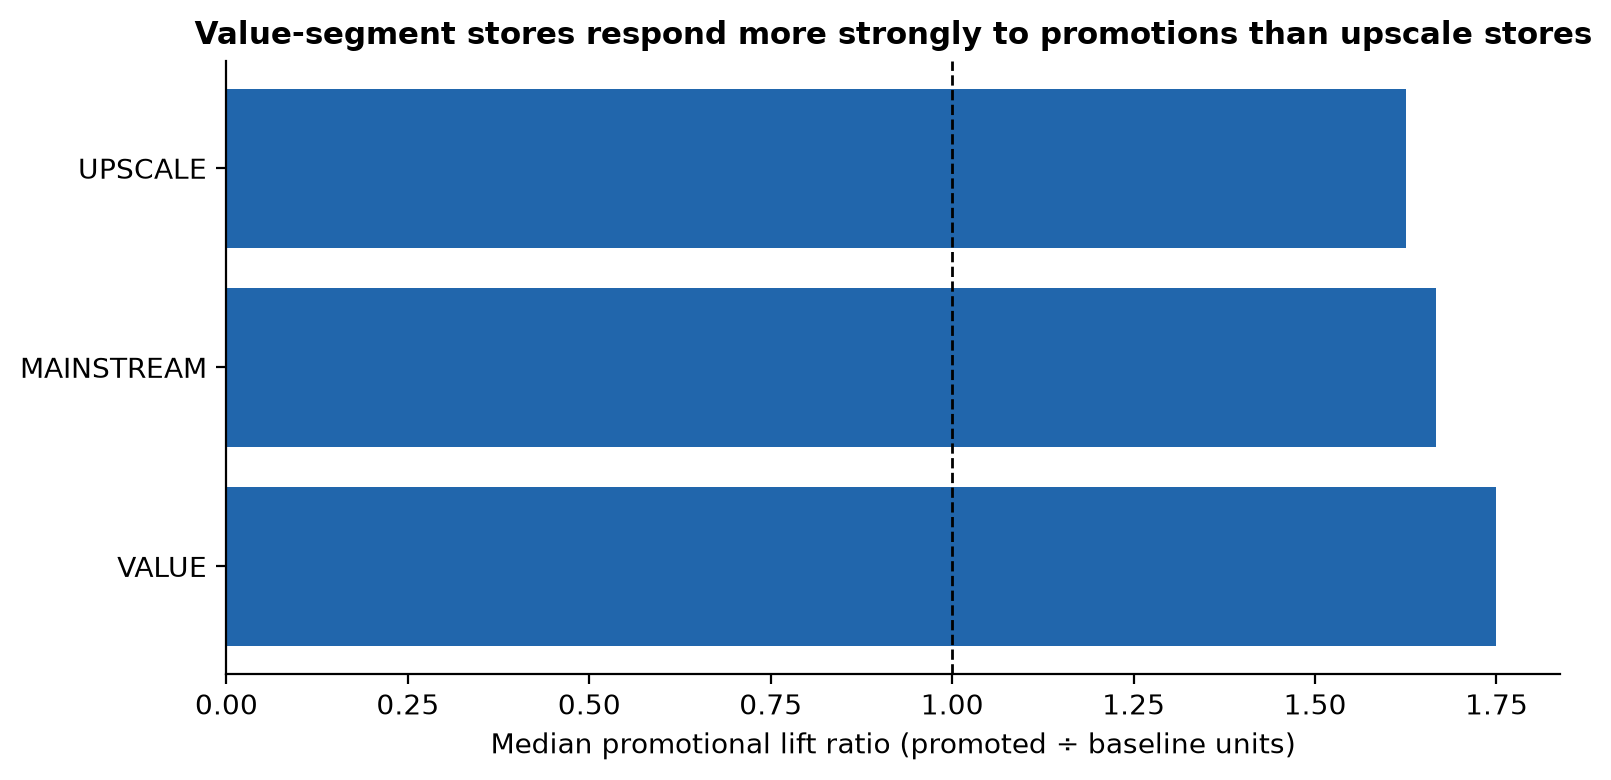 Value-segment stores respond more strongly to promotions than upscale stores
UPSCALE
MAINSTREAM
VALUE
0.00 0.25 0.50 0.75 1.00 1.25 1.50 1.75
Median promotional lift ratio (promoted ÷ baseline units)